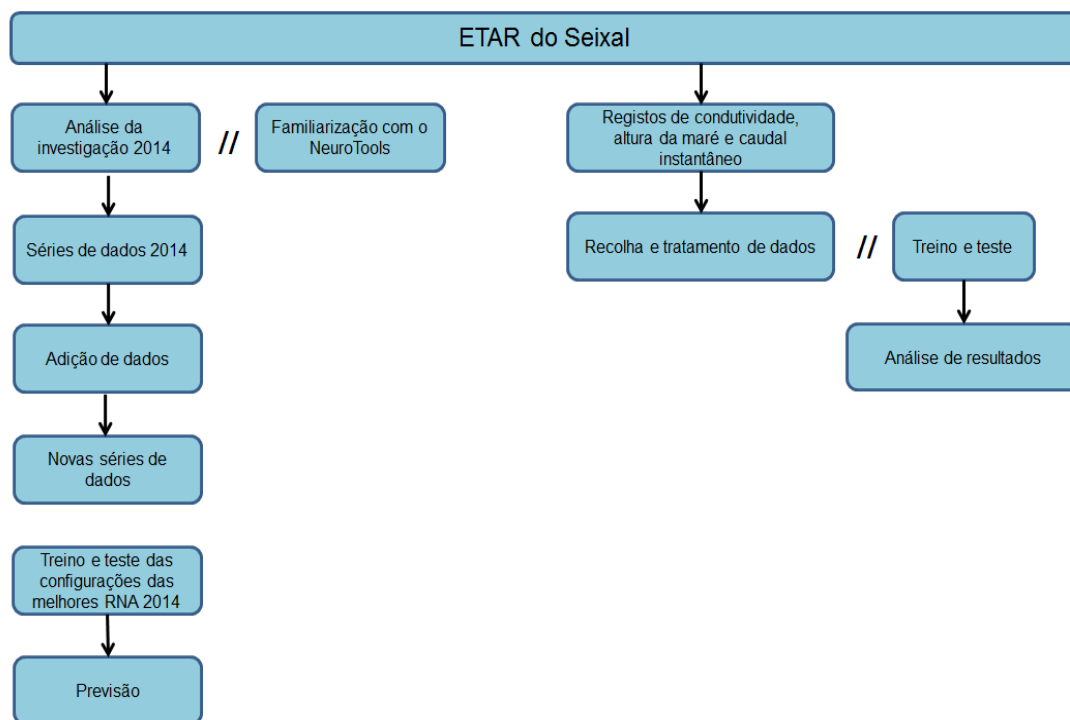 ETAR do Seixal
Análise da
investigação 2014
//
Familiarização com o
NeuroTools
Registos de condutividade,
altura da maré e caudal
instantâneo
Séries de dados 2014
Recolha e tratamento de dados
//
Treino e teste
Adição de dados
Análise de resultados
Novas séries de
dados
Treino e teste das
configurações das
melhores RNA 2014
Previsão